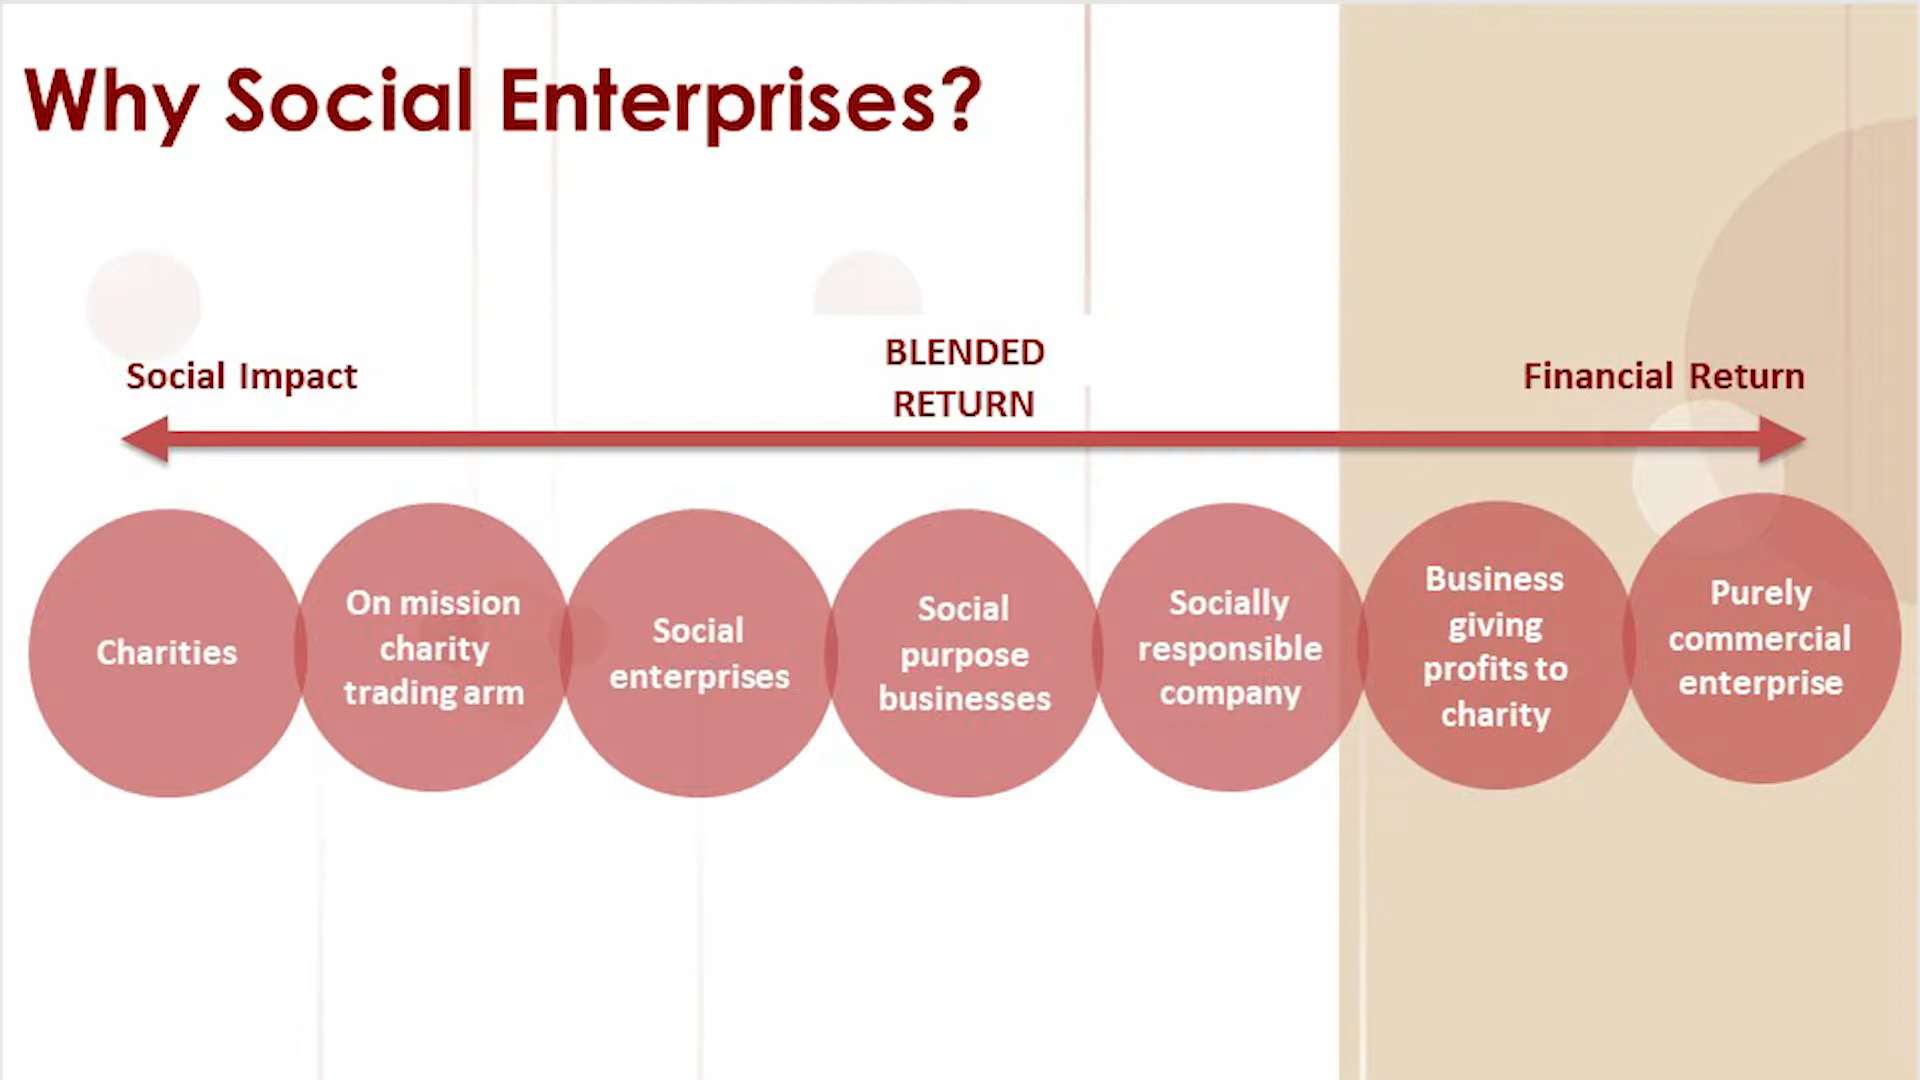 Why Social Enterprises?
Social Impact
BLENDED
RETURN
Financial Return
Charities
On mission
charity
trading arm
Social
enterprises
Social
purpose
businesses
Socially
responsible
company
Business
giving
profits to
charity
Purely
commercial
enterprise